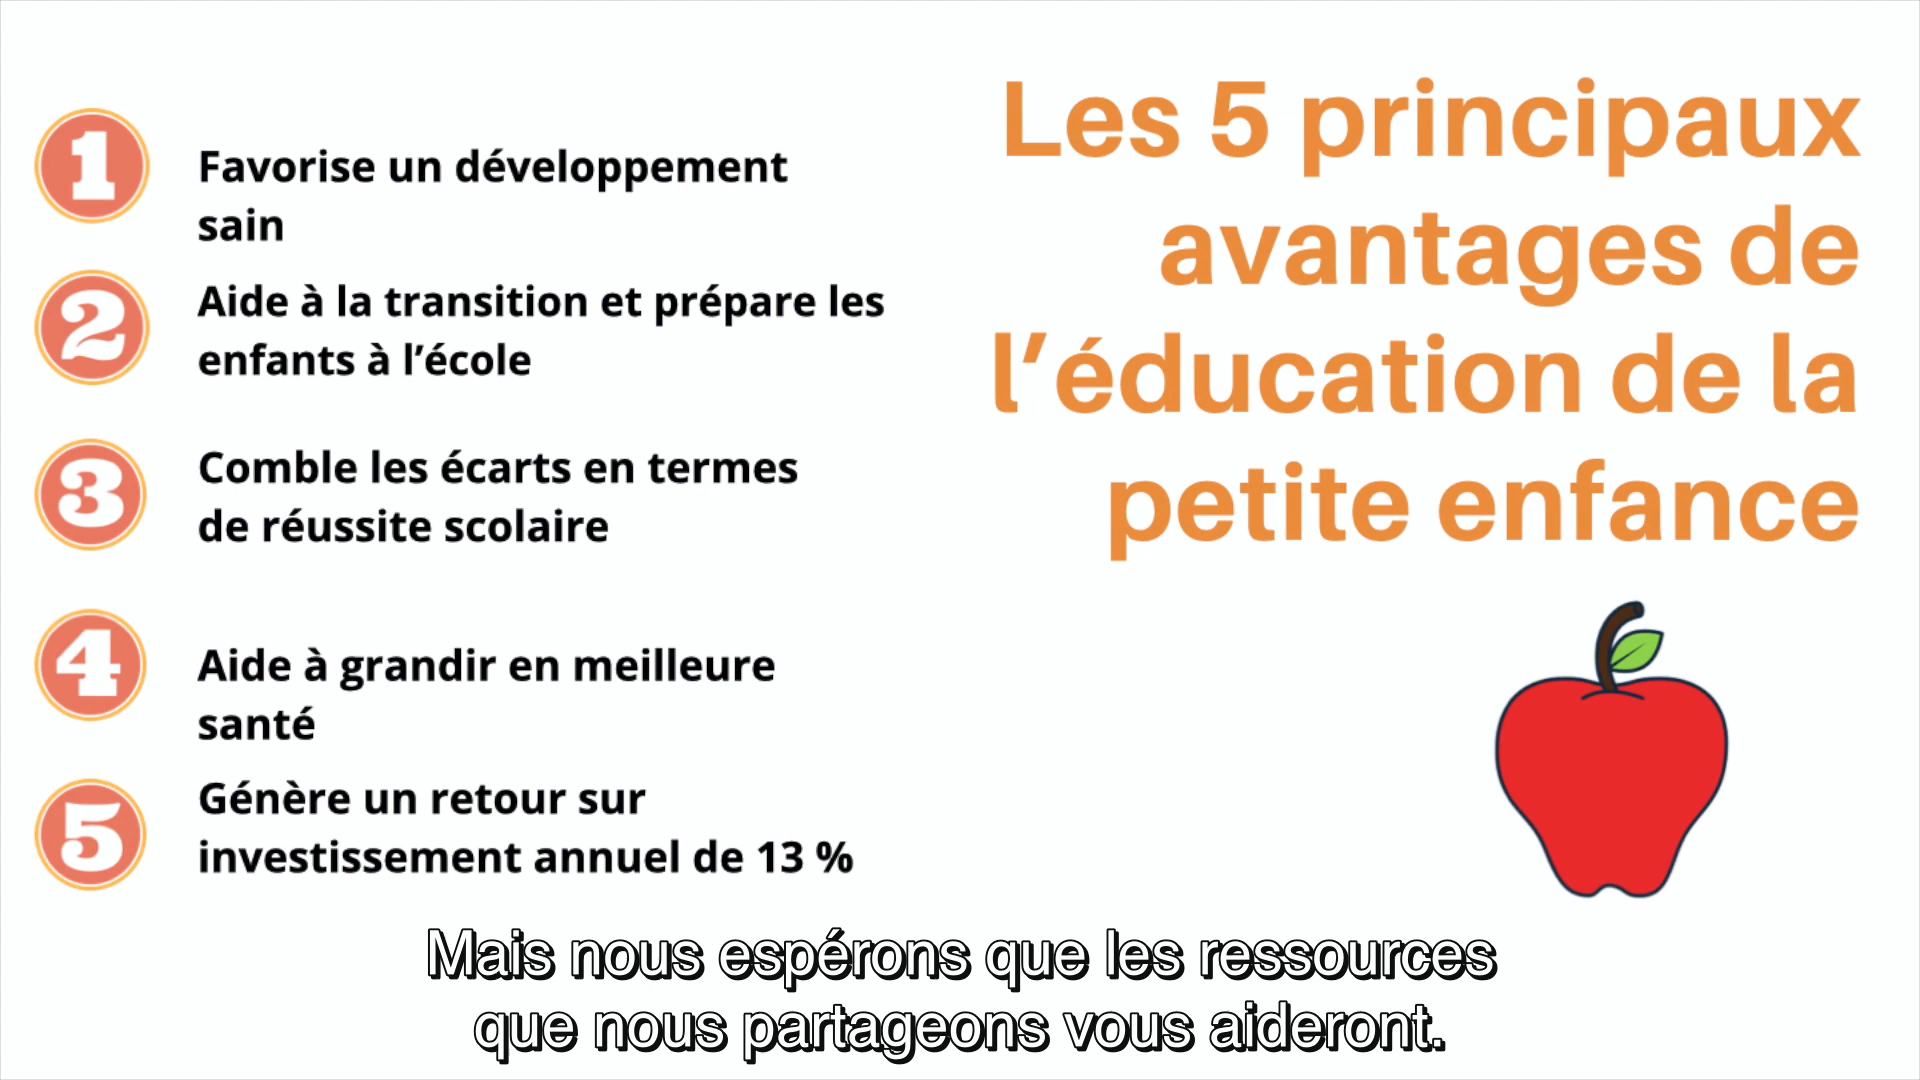 Les 5 principaux
avantages de
l’éducation de la
petite enfance
1
Favorise un développement
sain
2
Aide à la transition et prépare les
enfants à l’école
3
Comble les écarts en termes
de réussite scolaire
4
Aide à grandir en meilleure
santé
5
Génère un retour sur
investissement annuel de 13 %
Mais nous espérons que les ressources
que nous partageons vous aideront.